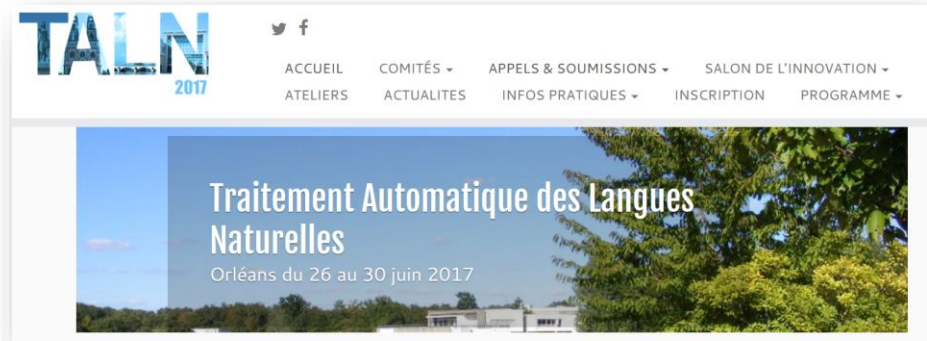 TALN
2017
ACCUEIL COMITÉS APPELS & SOUMISSIONS SALON DE L'INNOVATION
ATELIERS ACTUALITES INFOS PRATIQUES INSCRIPTION PROGRAMME
Traitement Automatique des Langues
Naturelles
Orléans du 26 au 30 juin 2017